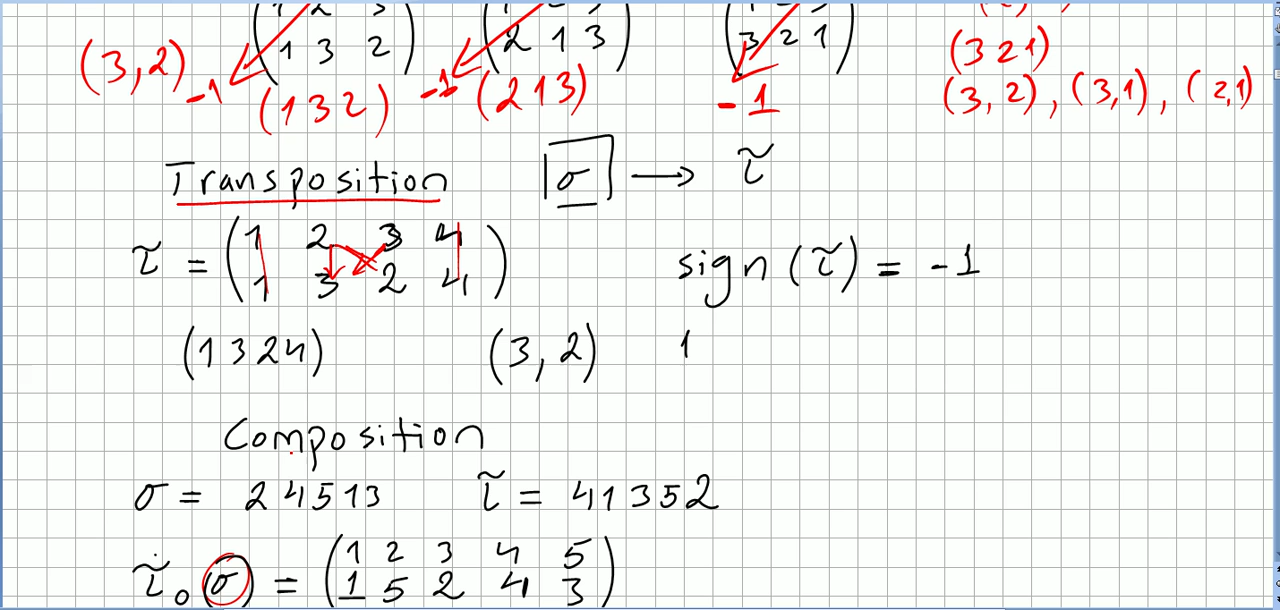 (1 3 2) (2 1 3) (3 2 1) (3 2 1)
(3,2) -1 (1 3 2) -1 (2 1 3) -1 (3, 2), (3,1), (2,1)
Transposition σ → τ̃
τ̃ = (1 2 3 4
1 3 2 4) sign (τ̃) = -1
(1 3 2 4) (3, 2) 1
Composition
σ = 2 4 5 1 3 τ̃ = 4 1 3 5 2
τ̃ ∘ σ = (1 2 3 4 5
1 5 2 4 3)